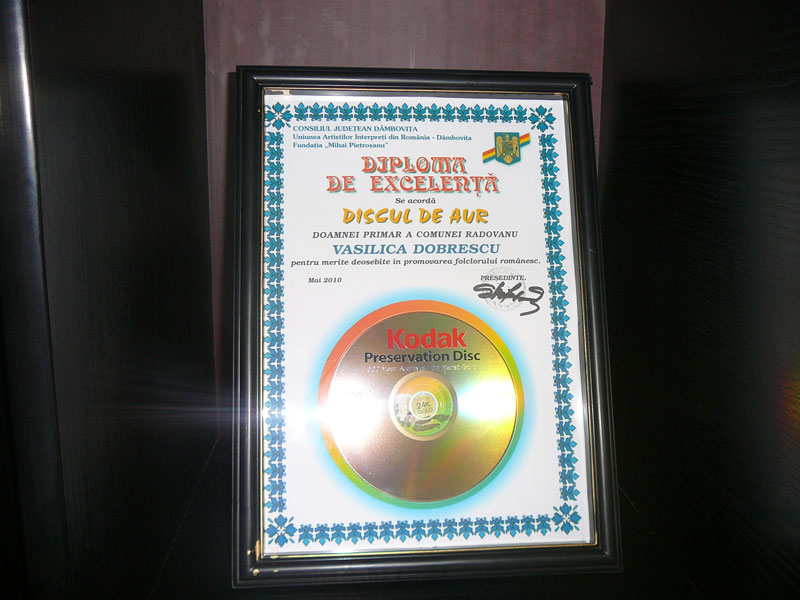 CONSILIUL JUDEȚEAN DÂMBOVIȚA
Uniunea Artiștilor Interpreți din România - Dâmbovița
Fundația „Mihai Pietroșanu"
DIPLOMA
DE EXCELENȚĂ
Se acordă
DISCUL DE AUR
DOAMNEI PRIMAR A COMUNEI RADOVANU
VASILICA DOBRESCU
pentru merite deosebite în promovarea folclorului românesc.
Mai 2010
PREȘEDINTE,
Kodak
Preservation Disc
24K
GOLD